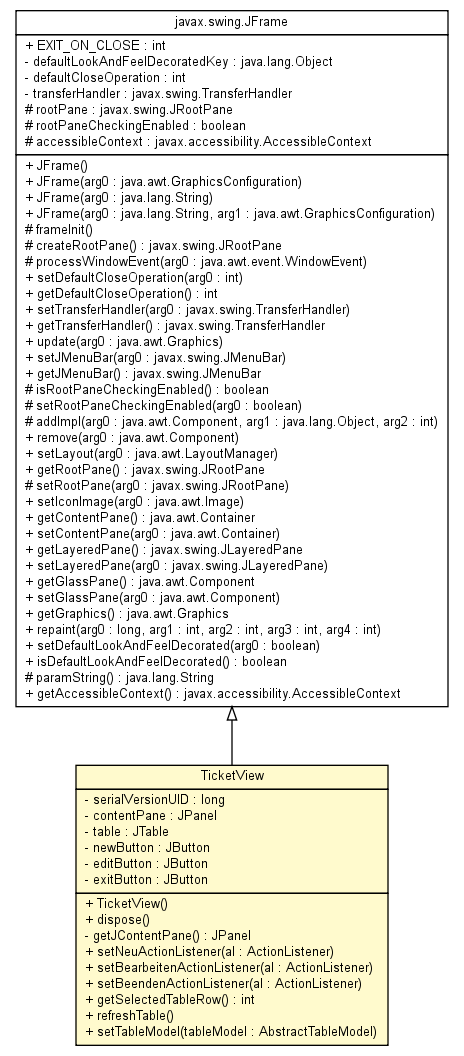 javax.swing.JFrame
+ EXIT_ON_CLOSE : int
- defaultLookAndFeelDecoratedKey : java.lang.Object
- defaultCloseOperation : int
- transferHandler : javax.swing.TransferHandler
# rootPane : javax.swing.JRootPane
# rootPaneCheckingEnabled : boolean
# accessibleContext : javax.accessibility.AccessibleContext
+ JFrame()
+ JFrame(arg0 : java.awt.GraphicsConfiguration)
+ JFrame(arg0 : java.lang.String)
+ JFrame(arg0 : java.lang.String, arg1 : java.awt.GraphicsConfiguration)
# frameInit()
# createRootPane() : javax.swing.JRootPane
# processWindowEvent(arg0 : java.awt.event.WindowEvent)
+ setDefaultCloseOperation(arg0 : int)
+ getDefaultCloseOperation() : int
+ setTransferHandler(arg0 : javax.swing.TransferHandler)
+ getTransferHandler() : javax.swing.TransferHandler
+ update(arg0 : java.awt.Graphics)
+ setJMenuBar(arg0 : javax.swing.JMenuBar)
+ getJMenuBar() : javax.swing.JMenuBar
# isRootPaneCheckingEnabled() : boolean
# setRootPaneCheckingEnabled(arg0 : boolean)
# addImpl(arg0 : java.awt.Component, arg1 : java.lang.Object, arg2 : int)
+ remove(arg0 : java.awt.Component)
+ setLayout(arg0 : java.awt.LayoutManager)
+ getRootPane() : javax.swing.JRootPane
# setRootPane(arg0 : javax.swing.JRootPane)
+ setIconImage(arg0 : java.awt.Image)
+ getContentPane() : java.awt.Container
+ setContentPane(arg0 : java.awt.Container)
+ getLayeredPane() : javax.swing.JLayeredPane
+ setLayeredPane(arg0 : javax.swing.JLayeredPane)
+ getGlassPane() : java.awt.Component
+ setGlassPane(arg0 : java.awt.Component)
+ getGraphics() : java.awt.Graphics
+ repaint(arg0 : long, arg1 : int, arg2 : int, arg3 : int, arg4 : int)
+ setDefaultLookAndFeelDecorated(arg0 : boolean)
+ isDefaultLookAndFeelDecorated() : boolean
# paramString() : java.lang.String
+ getAccessibleContext() : javax.accessibility.AccessibleContext
TicketView
- serialVersionUID : long
- contentPane : JPanel
- table : JTable
- newButton : JButton
- editButton : JButton
- exitButton : JButton
+ TicketView()
+ dispose()
- getJContentPane() : JPanel
+ setNeuActionListener(al : ActionListener)
+ setBearbeitenActionListener(al : ActionListener)
+ setBeendenActionListener(al : ActionListener)
+ getSelectedTableRow() : int
+ refreshTable()
+ setTableModel(tableModel : AbstractTableModel)